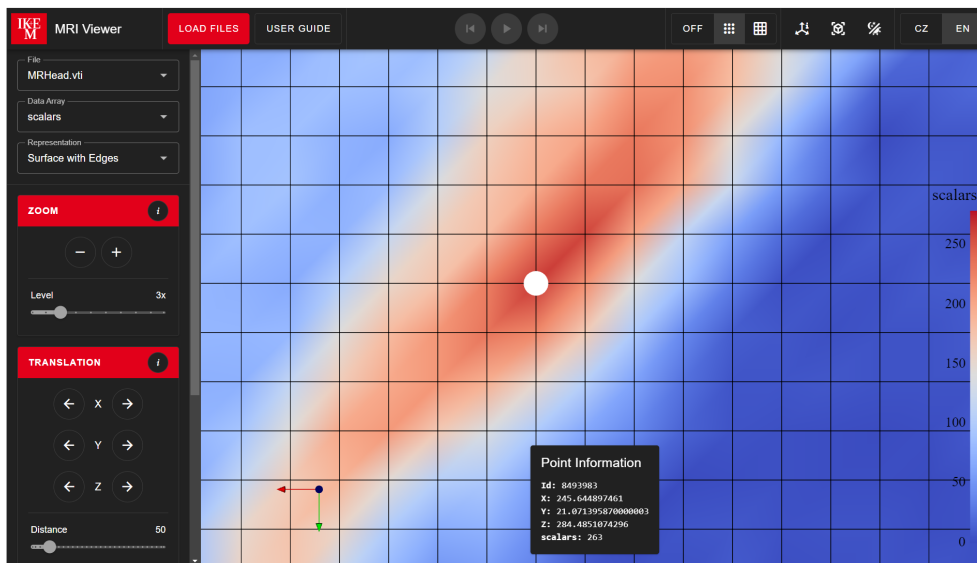 IKEM
MRI Viewer
LOAD FILES
USER GUIDE
OFF
CZ
EN
File
MRHead.vti
Data Array
scalars
Representation
Surface with Edges
ZOOM
i
Level 3x
TRANSLATION
i
X
Y
Z
Distance 50
scalars
250
200
150
100
50
0
Point Information
Id: 8493983
X: 245.644897461
Y: 21.071395870000003
Z: 284.4851074296
scalars: 263